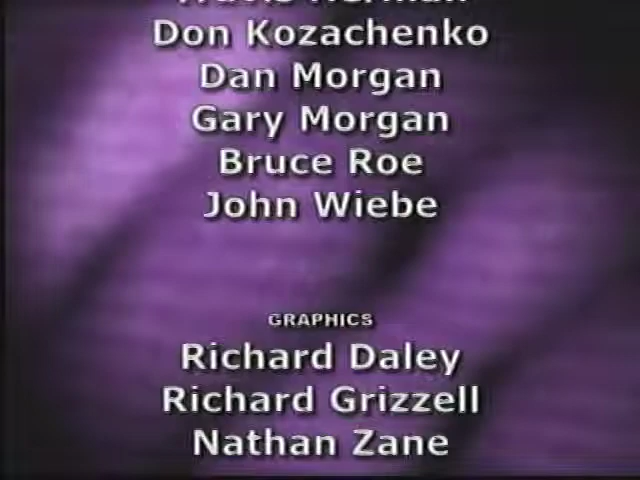 Don Kozachenko
Dan Morgan
Gary Morgan
Bruce Roe
John Wiebe
GRAPHICS
Richard Daley
Richard Grizzell
Nathan Zane